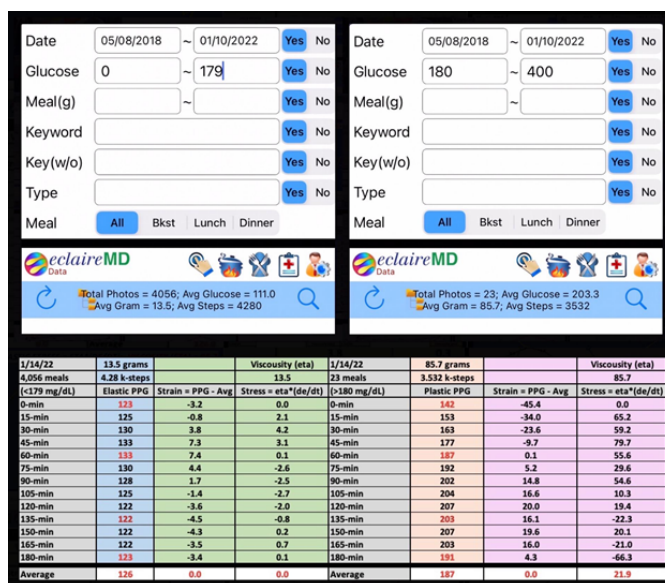 Date 05/08/2018 ~ 01/10/2022 Yes No
Glucose 0 ~ 179 Yes No
Meal(g) ~ Yes No
Keyword Yes No
Key(w/o) Yes No
Type Yes No
Meal All Bkst Lunch Dinner
eclaireMD
Data
Total Photos = 4056; Avg Glucose = 111.0
Avg Gram = 13.5; Avg Steps = 4280
Date 05/08/2018 ~ 01/10/2022 Yes No
Glucose 180 ~ 400 Yes No
Meal(g) ~ Yes No
Keyword Yes No
Key(w/o) Yes No
Type Yes No
Meal All Bkst Lunch Dinner
eclaireMD
Data
Total Photos = 23; Avg Glucose = 203.3
Avg Gram = 85.7; Avg Steps = 3532
1/14/22 13.5 grams Viscousity (eta) 1/14/22 85.7 grams Viscousity (eta)
4,056 meals 4.28 k-steps 13.5 23 meals 3.532 k-steps 85.7
(<179 mg/dL) Elastic PPG Strain = PPG - Avg Stress = eta*(de/dt) (>180 mg/dL) Plastic PPG Strain = PPG - Avg Stress = eta*(de/dt)
0-min 123 -3.2 0.0 0-min 142 -45.4 0.0
15-min 125 -0.8 2.1 15-min 153 -34.0 65.2
30-min 130 3.8 4.2 30-min 163 -23.6 59.2
45-min 133 7.3 3.1 45-min 177 -9.7 79.7
60-min 133 7.4 0.1 60-min 187 0.1 55.6
75-min 130 4.4 -2.6 75-min 192 5.2 29.6
90-min 128 1.7 -2.5 90-min 202 14.8 54.6
105-min 125 -1.4 -2.7 105-min 204 16.6 10.3
120-min 122 -3.6 -2.0 120-min 207 20.0 19.4
135-min 122 -4.5 -0.8 135-min 203 16.1 -22.3
150-min 122 -4.3 0.2 150-min 207 19.6 20.1
165-min 122 -3.5 0.7 165-min 203 16.0 -21.0
180-min 123 -3.4 0.1 180-min 191 4.3 -66.3
Average 126 0.0 0.0 Average 187 0.0 21.9